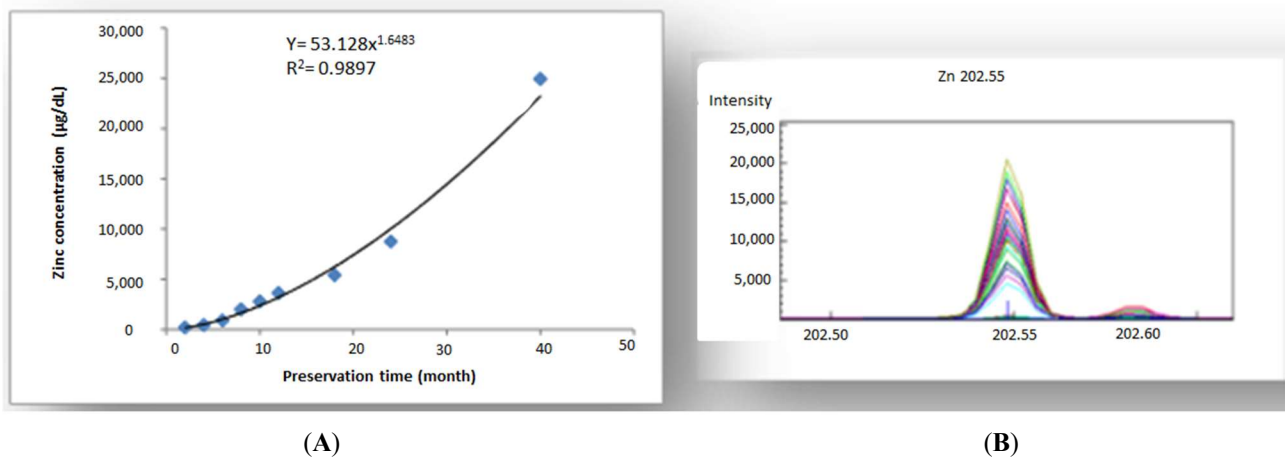 30,000
25,000
20,000
15,000
10,000
5,000
0
Zinc concentration (µg/dL)
Y= 53.128x^1.6483
R²= 0.9897
0 10 20 30 40 50
Preservation time (month)
Zn 202.55
Intensity
25,000
20,000
15,000
10,000
5,000
202.50 202.55 202.60
(A) (B)